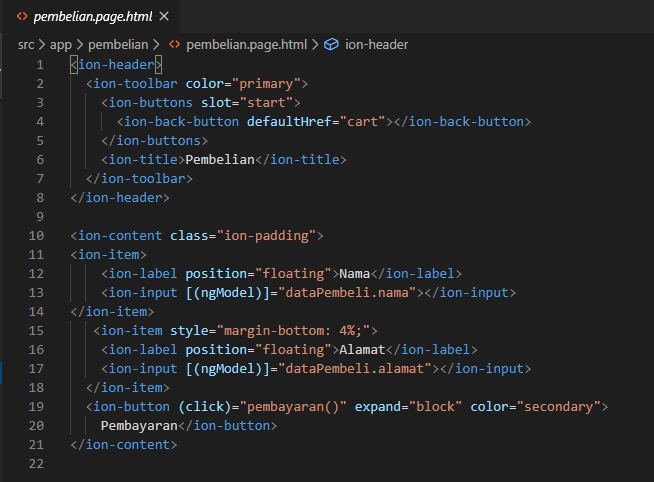 pembelian.page.html
src > app > pembelian > pembelian.page.html > ion-header
1 <ion-header>
2   <ion-toolbar color="primary">
3     <ion-buttons slot="start">
4       <ion-back-button defaultHref="cart"></ion-back-button>
5     </ion-buttons>
6     <ion-title>Pembelian</ion-title>
7   </ion-toolbar>
8 </ion-header>
9
10 <ion-content class="ion-padding">
11 <ion-item>
12     <ion-label position="floating">Nama</ion-label>
13     <ion-input [(ngModel)]="dataPembeli.nama"></ion-input>
14 </ion-item>
15    <ion-item style="margin-bottom: 4%;">
16     <ion-label position="floating">Alamat</ion-label>
17     <ion-input [(ngModel)]="dataPembeli.alamat"></ion-input>
18   </ion-item>
19   <ion-button (click)="pembayaran()" expand="block" color="secondary">
20     Pembayaran</ion-button>
21 </ion-content>
22